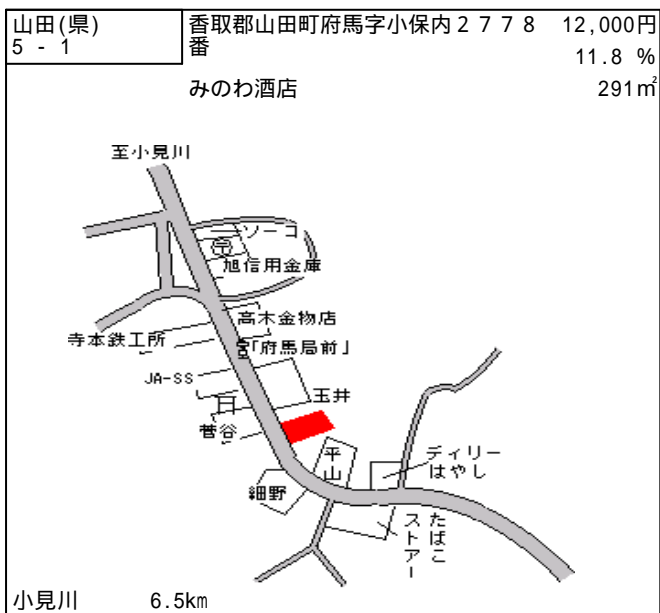 山田(県)
5 - 1
香取郡山田町府馬字小保内２７７８
番
12,000円
11.8 %
みのわ酒店
291㎡
至小見川
ソーコ
〒
旭信用金庫
高木金物店
寺本鉄工所
「府馬局前」
JA-SS
玉井
菅谷
平山
細野
ディリー
はやし
たばこ
ストアー
小見川 6.5km